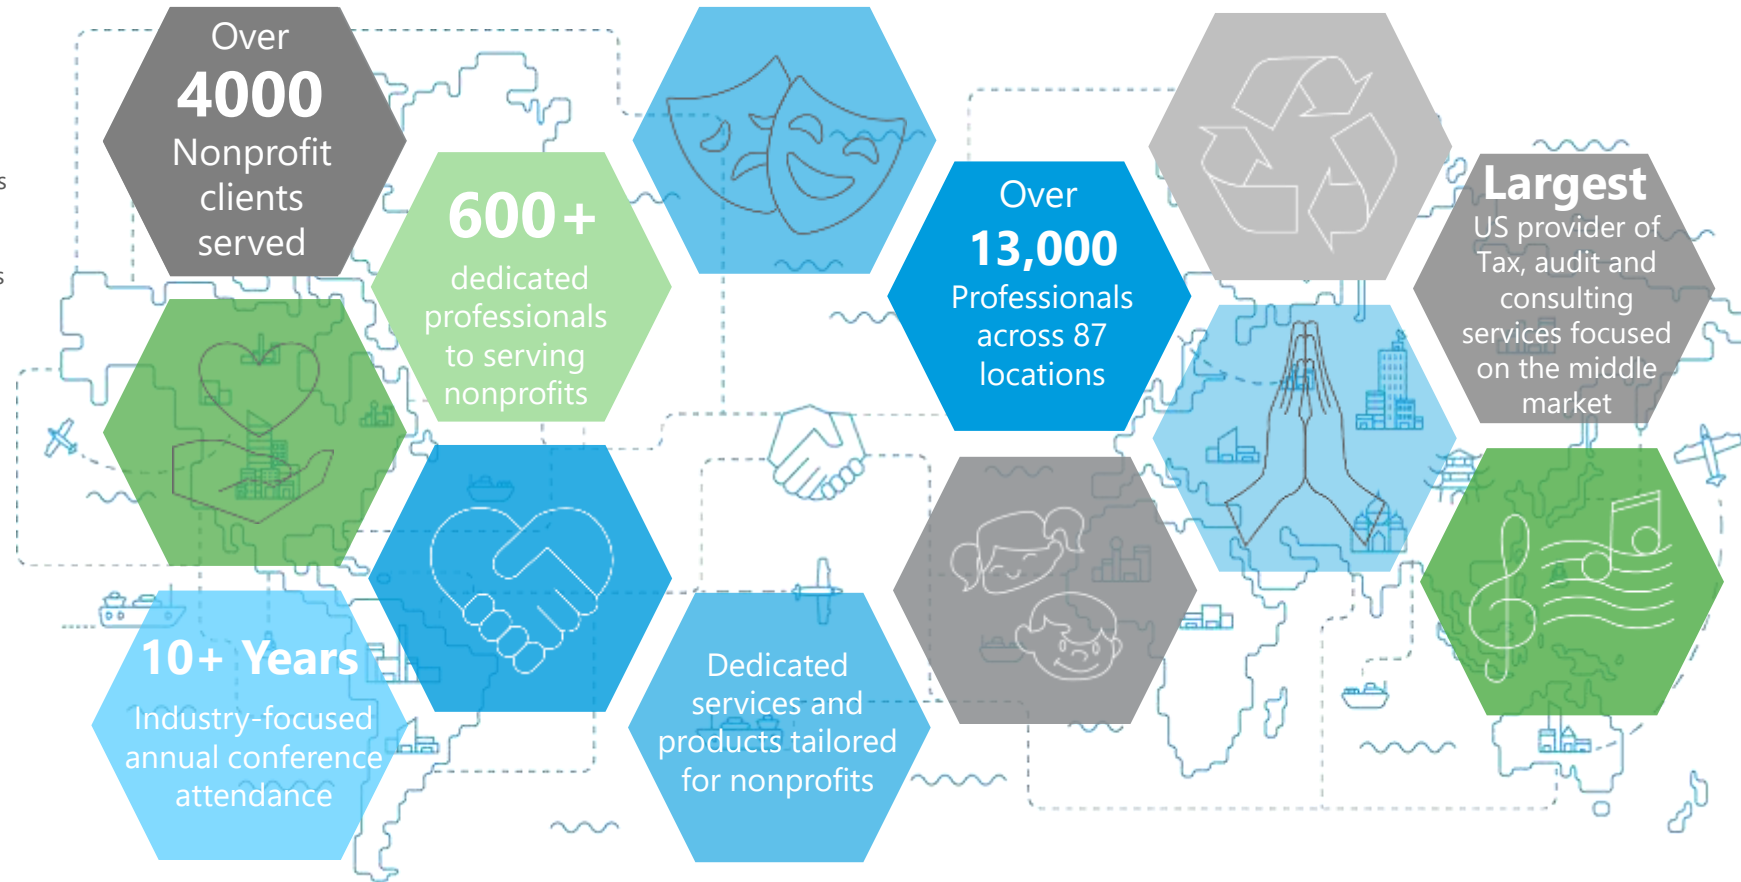 Over
4000
Nonprofit
clients
served
600+
dedicated
professionals
to serving
nonprofits
Over
13,000
Professionals
across 87
locations
Largest
US provider of
Tax, audit and
consulting
services focused
on the middle
market
10+ Years
Industry-focused
annual conference
attendance
Dedicated
services and
products tailored
for nonprofits